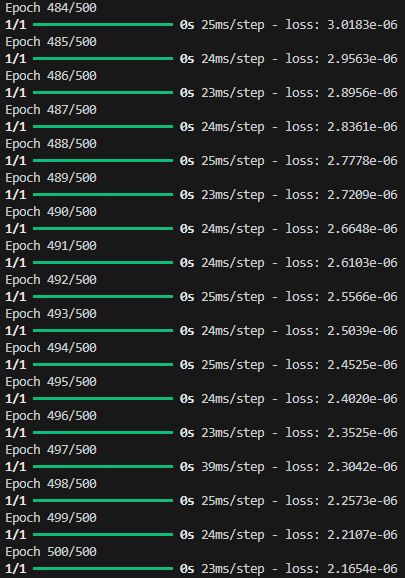 Epoch 484/500
1/1 ━━━━━━━━━━━━━━━━━━━━ 0s 25ms/step - loss: 3.0183e-06
Epoch 485/500
1/1 ━━━━━━━━━━━━━━━━━━━━ 0s 24ms/step - loss: 2.9563e-06
Epoch 486/500
1/1 ━━━━━━━━━━━━━━━━━━━━ 0s 23ms/step - loss: 2.8956e-06
Epoch 487/500
1/1 ━━━━━━━━━━━━━━━━━━━━ 0s 24ms/step - loss: 2.8361e-06
Epoch 488/500
1/1 ━━━━━━━━━━━━━━━━━━━━ 0s 25ms/step - loss: 2.7778e-06
Epoch 489/500
1/1 ━━━━━━━━━━━━━━━━━━━━ 0s 23ms/step - loss: 2.7209e-06
Epoch 490/500
1/1 ━━━━━━━━━━━━━━━━━━━━ 0s 24ms/step - loss: 2.6648e-06
Epoch 491/500
1/1 ━━━━━━━━━━━━━━━━━━━━ 0s 24ms/step - loss: 2.6103e-06
Epoch 492/500
1/1 ━━━━━━━━━━━━━━━━━━━━ 0s 25ms/step - loss: 2.5566e-06
Epoch 493/500
1/1 ━━━━━━━━━━━━━━━━━━━━ 0s 24ms/step - loss: 2.5039e-06
Epoch 494/500
1/1 ━━━━━━━━━━━━━━━━━━━━ 0s 25ms/step - loss: 2.4525e-06
Epoch 495/500
1/1 ━━━━━━━━━━━━━━━━━━━━ 0s 24ms/step - loss: 2.4020e-06
Epoch 496/500
1/1 ━━━━━━━━━━━━━━━━━━━━ 0s 23ms/step - loss: 2.3525e-06
Epoch 497/500
1/1 ━━━━━━━━━━━━━━━━━━━━ 0s 39ms/step - loss: 2.3042e-06
Epoch 498/500
1/1 ━━━━━━━━━━━━━━━━━━━━ 0s 25ms/step - loss: 2.2573e-06
Epoch 499/500
1/1 ━━━━━━━━━━━━━━━━━━━━ 0s 24ms/step - loss: 2.2107e-06
Epoch 500/500
1/1 ━━━━━━━━━━━━━━━━━━━━ 0s 23ms/step - loss: 2.1654e-06